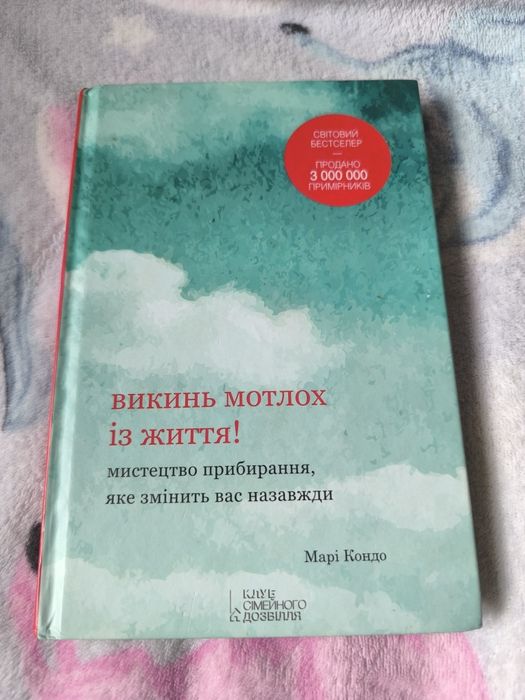 СВІТОВИЙ
БЕСТСЕЛЕР
ПРОДАНО
3 000 000
ПРИМІРНИКІВ
викинь мотлох
із життя!
мистецтво прибирання,
яке змінить вас назавжди
Марі Кондо
КЛУБ
СІМЕЙНОГО
ДОЗВІЛЛЯ